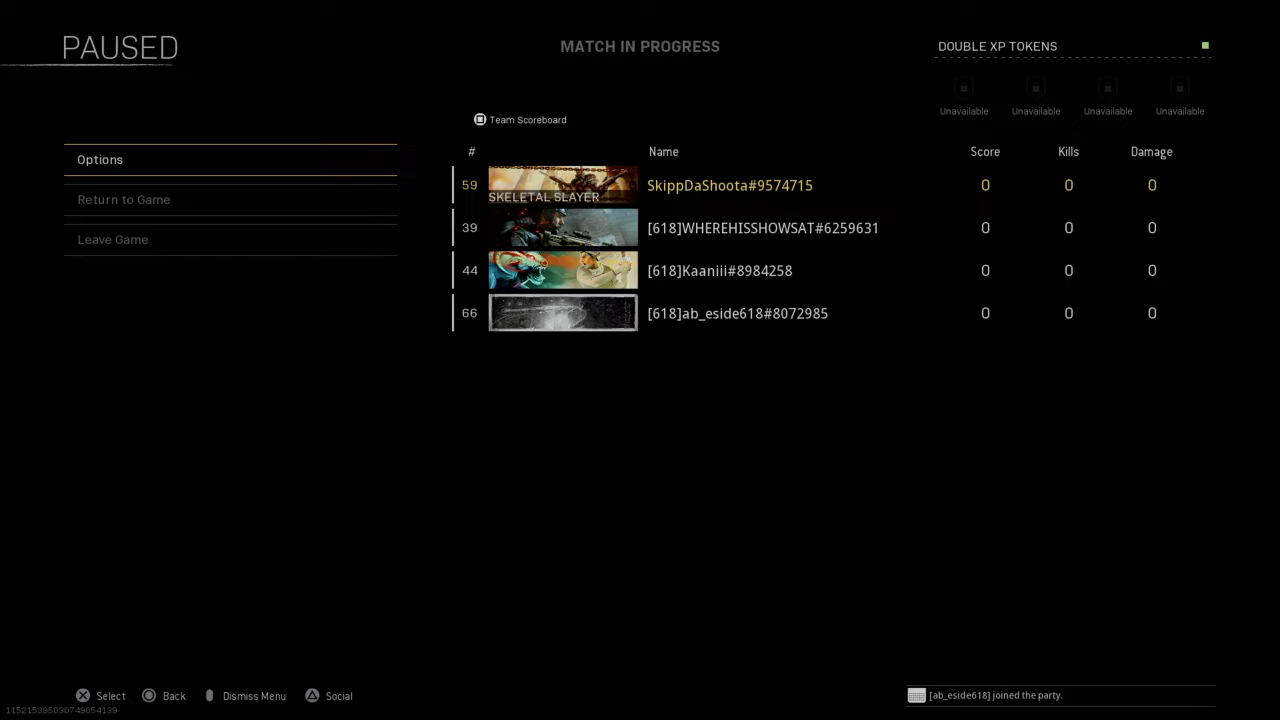 PAUSED
MATCH IN PROGRESS
DOUBLE XP TOKENS
Unavailable Unavailable Unavailable Unavailable
Team Scoreboard
# Name Score Kills Damage
Options
Return to Game
Leave Game
59 SKELETAL SLAYER SkippDaShoota#9574715 0 0 0
39 [618]WHEREHISSHOWSAT#6259631 0 0 0
44 [618]Kaaniii#8984258 0 0 0
66 [618]ab_eside618#8072985 0 0 0
Select Back Dismiss Menu Social
[ab_eside618] joined the party.
115215395030749054139